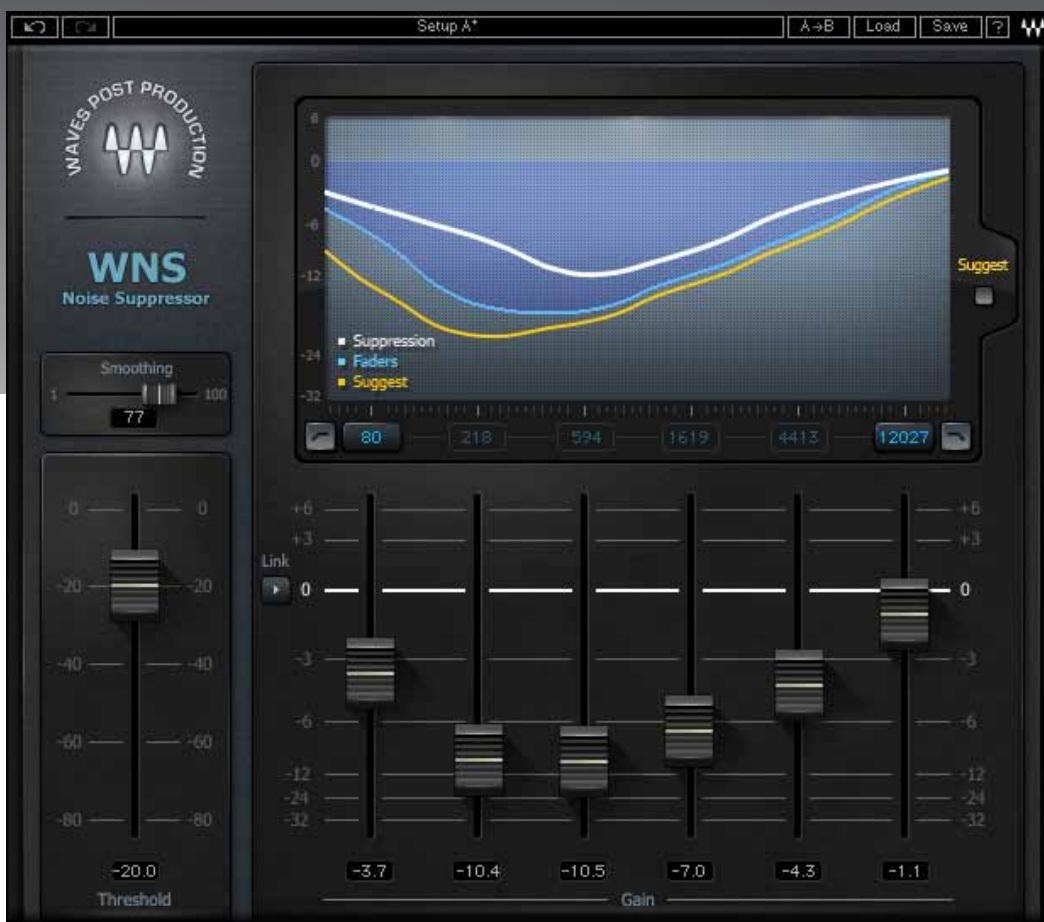 Setup A*
A→B
Load
Save
?
WAVES POST PRODUCTION
WNS
Noise Suppressor
Smoothing
1
100
77
6
0
-6
-12
-24
-32
Suppression
Faders
Suggest
Suggest
80 218 594 1619 4413 12027
0 0
-20 -20
-40 -40
-60 -60
-80 -80
-20.0
Threshold
Link
+6 +6
+3 +3
0 0
-3 -3
-6 -6
-12 -12
-24 -24
-32 -32
-3.7 -10.4 -10.5 -7.0 -4.3 -1.1
Gain